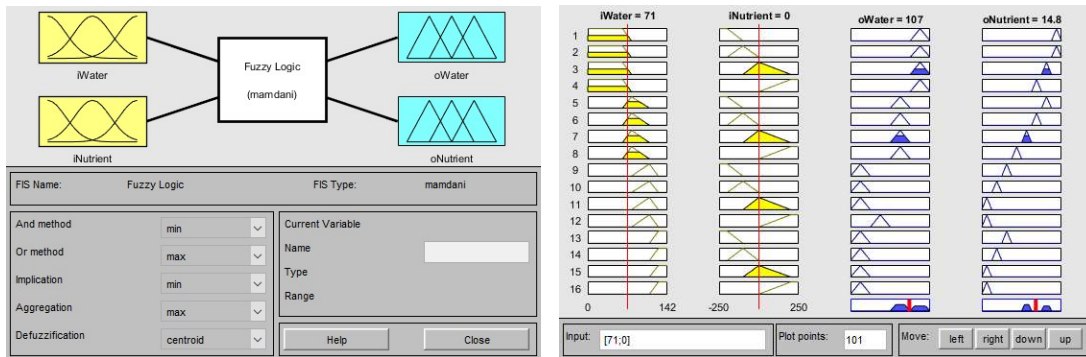 iWater
Fuzzy Logic
(mamdani)
oWater
iNutrient
oNutrient
FIS Name: Fuzzy Logic FIS Type: mamdani
And method min
Or method max
Implication min
Aggregation max
Defuzzification centroid
Current Variable
Name
Type
Range
Help Close
iWater = 71 iNutrient = 0 oWater = 107 oNutrient = 14.8
1
2
3
4
5
6
7
8
9
10
11
12
13
14
15
16
0 142 -250 250
Input: [71;0] Plot points: 101 Move: left right down up